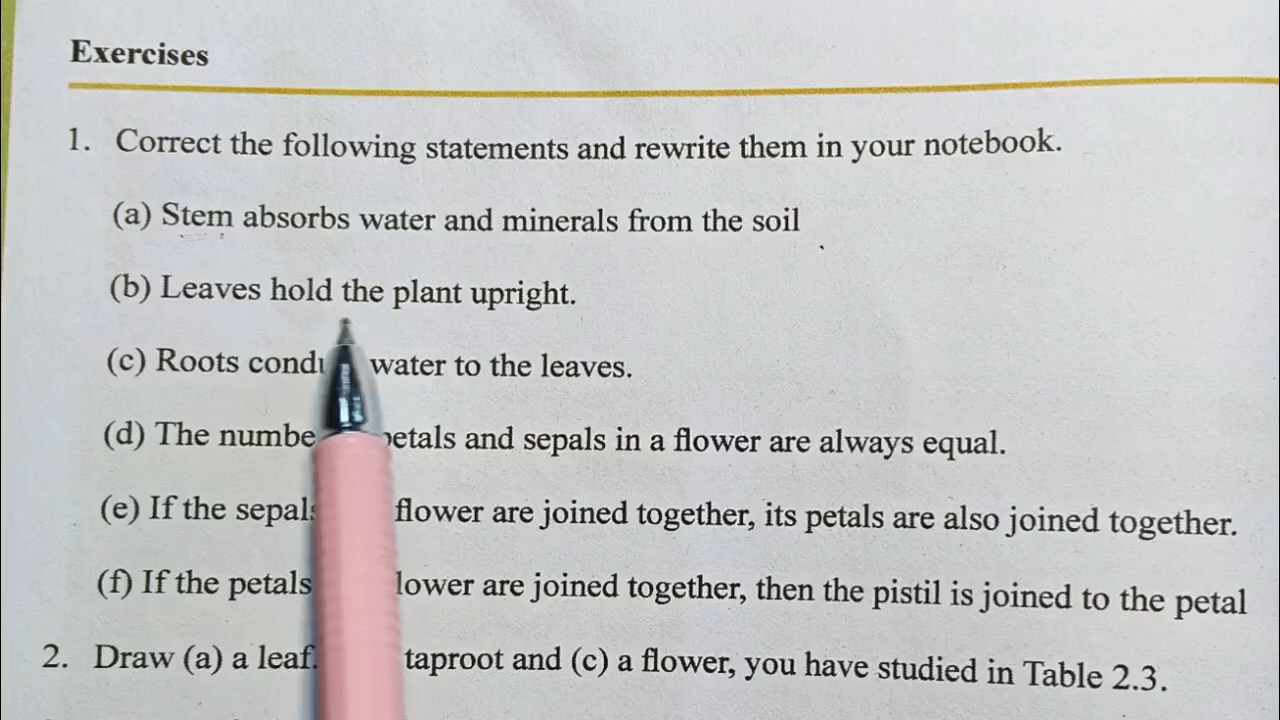 Exercises
1. Correct the following statements and rewrite them in your notebook.
(a) Stem absorbs water and minerals from the soil
(b) Leaves hold the plant upright.
(c) Roots water to the leaves.
(d) The and sepals in a flower are always equal.
(e) If the flower are joined together, its petals are also joined together.
(f) If the petals are joined together, then the pistil is joined to the petal
2. Draw (a) a leaf, taproot and (c) a flower, you have studied in Table 2.3.